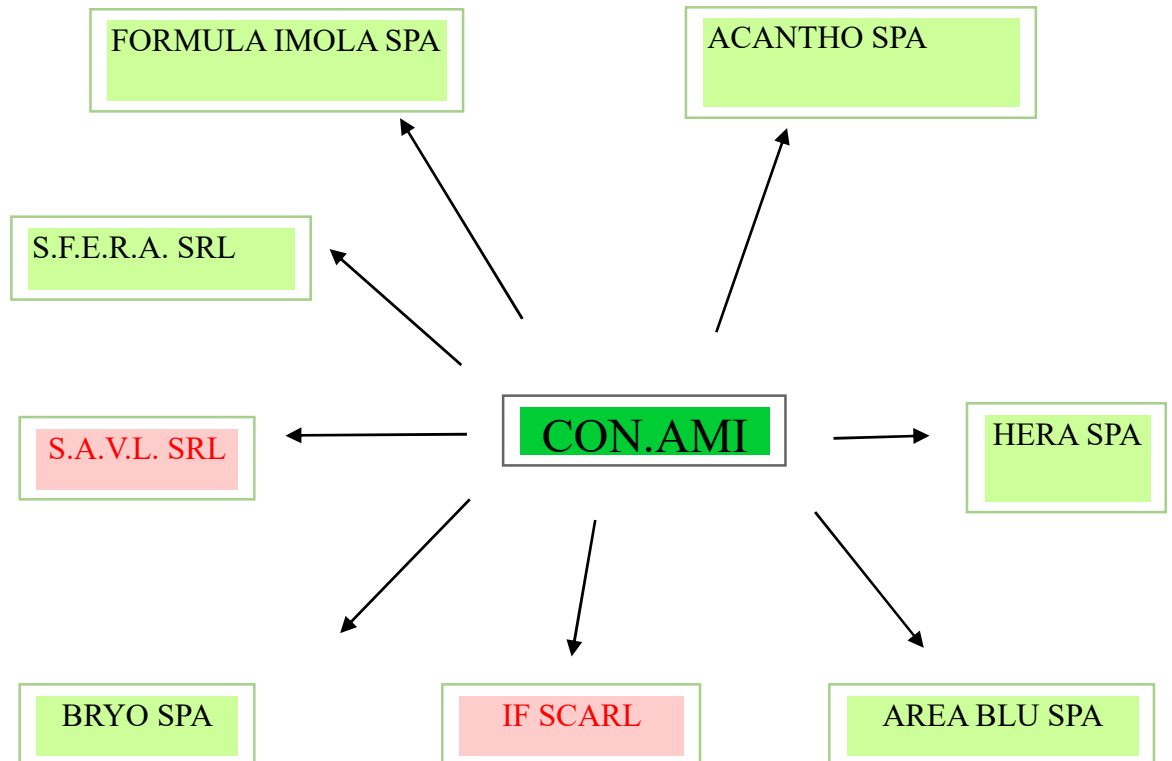 FORMULA IMOLA SPA
ACANTHO SPA
S.F.E.R.A. SRL
S.A.V.L. SRL
CON.AMI
HERA SPA
BRYO SPA
IF SCARL
AREA BLU SPA